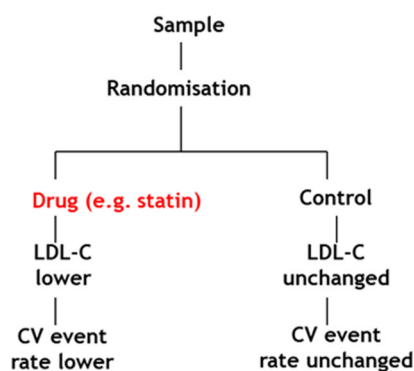 Sample
Randomisation
Drug (e.g. statin)
Control
LDL-C
lower
LDL-C
unchanged
CV event
rate lower
CV event
rate unchanged